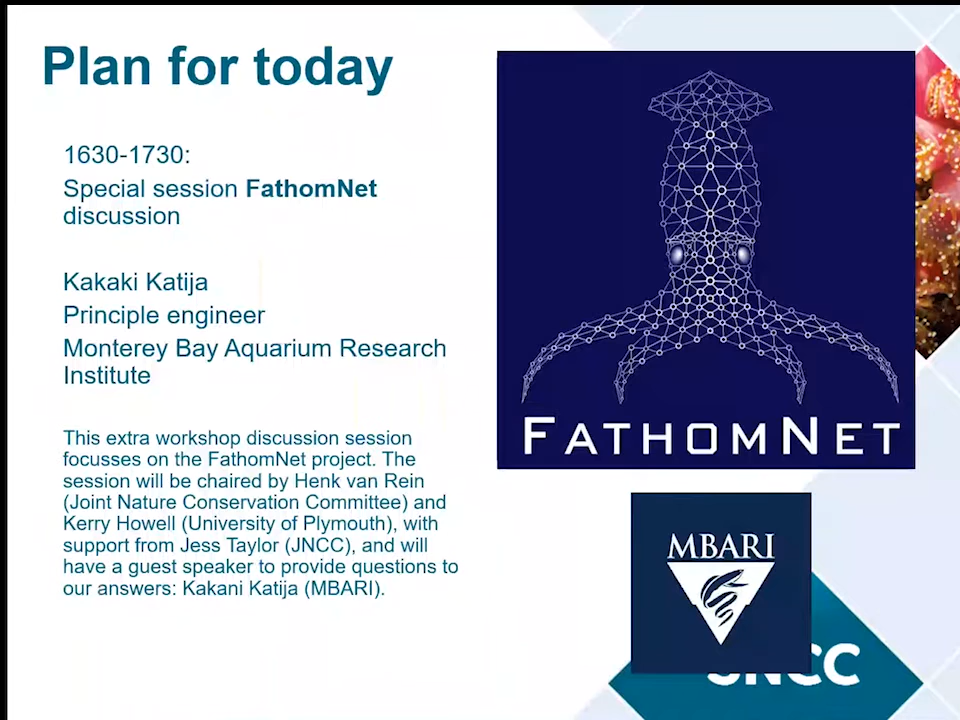 Plan for today
1630-1730:
Special session FathomNet
discussion
Kakaki Katija
Principle engineer
Monterey Bay Aquarium Research
Institute
This extra workshop discussion session
focusses on the FathomNet project. The
session will be chaired by Henk van Rein
(Joint Nature Conservation Committee) and
Kerry Howell (University of Plymouth), with
support from Jess Taylor (JNCC), and will
have a guest speaker to provide questions to
our answers: Kakani Katija (MBARI).
FATHOMNET
MBARI
JNCC